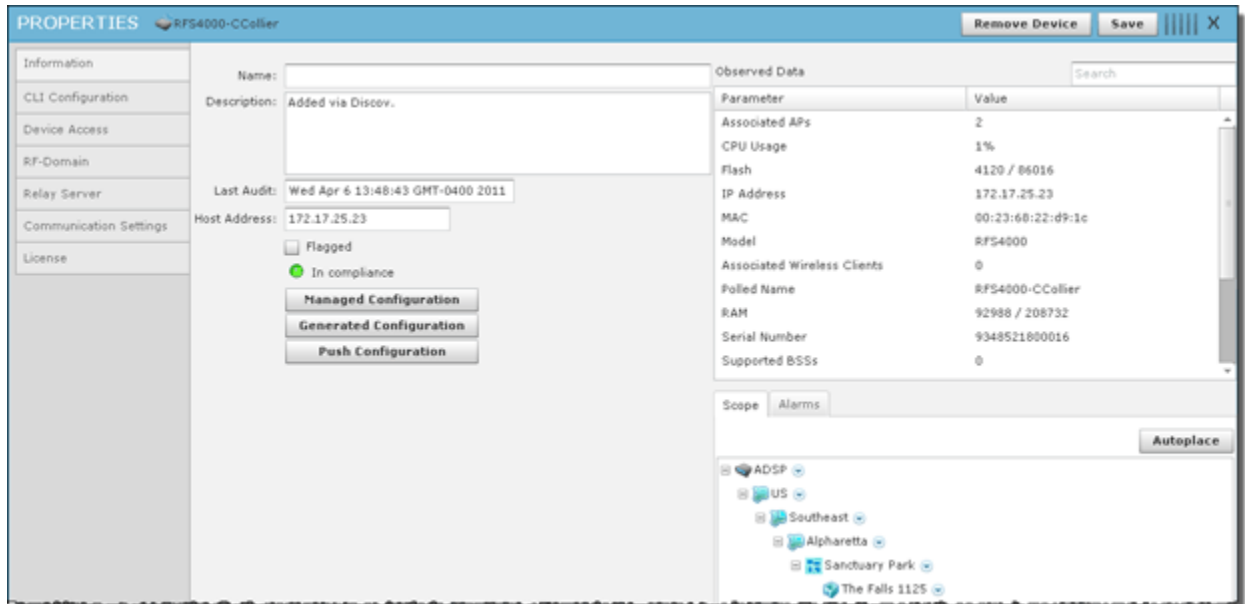 PROPERTIES RFS4000-CCollier Remove Device Save X
Information
CLI Configuration
Device Access
RF-Domain
Relay Server
Communication Settings
License
Name:
Description: Added via Discov.
Last Audit: Wed Apr 6 13:48:43 GMT-0400 2011
Host Address: 172.17.25.23
Flagged
In compliance
Managed Configuration
Generated Configuration
Push Configuration
Observed Data Search
Parameter Value
Associated APs 2
CPU Usage 1%
Flash 4120 / 86016
IP Address 172.17.25.23
MAC 00:23:68:22:d9:1c
Model RFS4000
Associated Wireless Clients 0
Polled Name RFS4000-CCollier
RAM 92988 / 208732
Serial Number 9348521800016
Supported BSSs 0
Scope Alarms
Autoplace
ADSP
US
Southeast
Alpharetta
Sanctuary Park
The Falls 1125